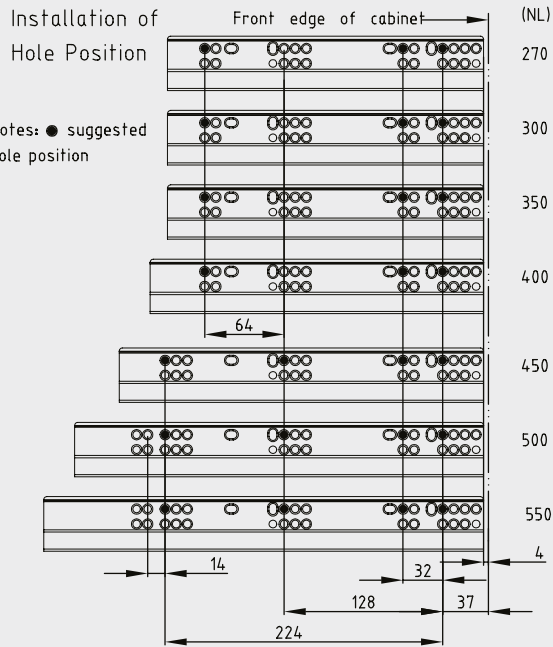 Installation of
Hole Position
Front edge of cabinet
(NL)
270
otes: ● suggested
ole position
300
350
400
64
450
500
550
14
32
4
128
37
224